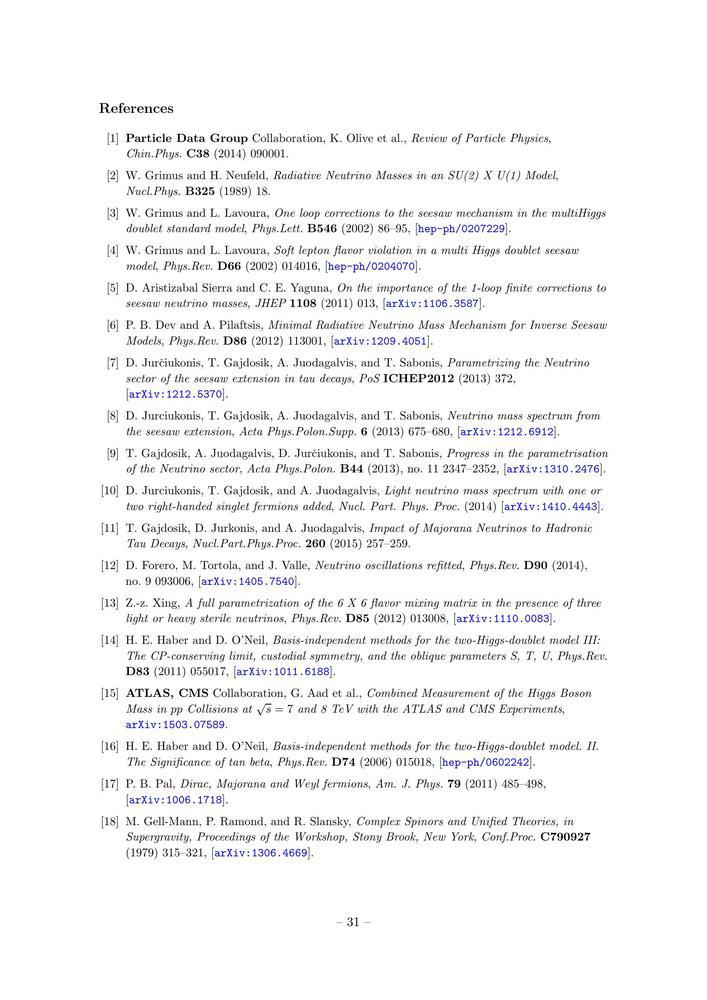 References
[1] Particle Data Group Collaboration, K. Olive et al., Review of Particle Physics,
Chin.Phys. C38 (2014) 090001.
[2] W. Grimus and H. Neufeld, Radiative Neutrino Masses in an SU(2) X U(1) Model,
Nucl.Phys. B325 (1989) 18.
[3] W. Grimus and L. Lavoura, One loop corrections to the seesaw mechanism in the multiHiggs
doublet standard model, Phys.Lett. B546 (2002) 86–95, [hep-ph/0207229].
[4] W. Grimus and L. Lavoura, Soft lepton flavor violation in a multi Higgs doublet seesaw
model, Phys.Rev. D66 (2002) 014016, [hep-ph/0204070].
[5] D. Aristizabal Sierra and C. E. Yaguna, On the importance of the 1-loop finite corrections to
seesaw neutrino masses, JHEP 1108 (2011) 013, [arXiv:1106.3587].
[6] P. B. Dev and A. Pilaftsis, Minimal Radiative Neutrino Mass Mechanism for Inverse Seesaw
Models, Phys.Rev. D86 (2012) 113001, [arXiv:1209.4051].
[7] D. Jurčiukonis, T. Gajdosik, A. Juodagalvis, and T. Sabonis, Parametrizing the Neutrino
sector of the seesaw extension in tau decays, PoS ICHEP2012 (2013) 372,
[arXiv:1212.5370].
[8] D. Jurciukonis, T. Gajdosik, A. Juodagalvis, and T. Sabonis, Neutrino mass spectrum from
the seesaw extension, Acta Phys.Polon.Supp. 6 (2013) 675–680, [arXiv:1212.6912].
[9] T. Gajdosik, A. Juodagalvis, D. Jurčiukonis, and T. Sabonis, Progress in the parametrisation
of the Neutrino sector, Acta Phys.Polon. B44 (2013), no. 11 2347–2352, [arXiv:1310.2476].
[10] D. Jurciukonis, T. Gajdosik, and A. Juodagalvis, Light neutrino mass spectrum with one or
two right-handed singlet fermions added, Nucl. Part. Phys. Proc. (2014) [arXiv:1410.4443].
[11] T. Gajdosik, D. Jurkonis, and A. Juodagalvis, Impact of Majorana Neutrinos to Hadronic
Tau Decays, Nucl.Part.Phys.Proc. 260 (2015) 257–259.
[12] D. Forero, M. Tortola, and J. Valle, Neutrino oscillations refitted, Phys.Rev. D90 (2014),
no. 9 093006, [arXiv:1405.7540].
[13] Z.-z. Xing, A full parametrization of the 6 X 6 flavor mixing matrix in the presence of three
light or heavy sterile neutrinos, Phys.Rev. D85 (2012) 013008, [arXiv:1110.0083].
[14] H. E. Haber and D. O'Neil, Basis-independent methods for the two-Higgs-doublet model III:
The CP-conserving limit, custodial symmetry, and the oblique parameters S, T, U, Phys.Rev.
D83 (2011) 055017, [arXiv:1011.6188].
[15] ATLAS, CMS Collaboration, G. Aad et al., Combined Measurement of the Higgs Boson
Mass in pp Collisions at √s = 7 and 8 TeV with the ATLAS and CMS Experiments,
arXiv:1503.07589.
[16] H. E. Haber and D. O'Neil, Basis-independent methods for the two-Higgs-doublet model. II.
The Significance of tan beta, Phys.Rev. D74 (2006) 015018, [hep-ph/0602242].
[17] P. B. Pal, Dirac, Majorana and Weyl fermions, Am. J. Phys. 79 (2011) 485–498,
[arXiv:1006.1718].
[18] M. Gell-Mann, P. Ramond, and R. Slansky, Complex Spinors and Unified Theories, in
Supergravity, Proceedings of the Workshop, Stony Brook, New York, Conf.Proc. C790927
(1979) 315–321, [arXiv:1306.4669].
– 31 –